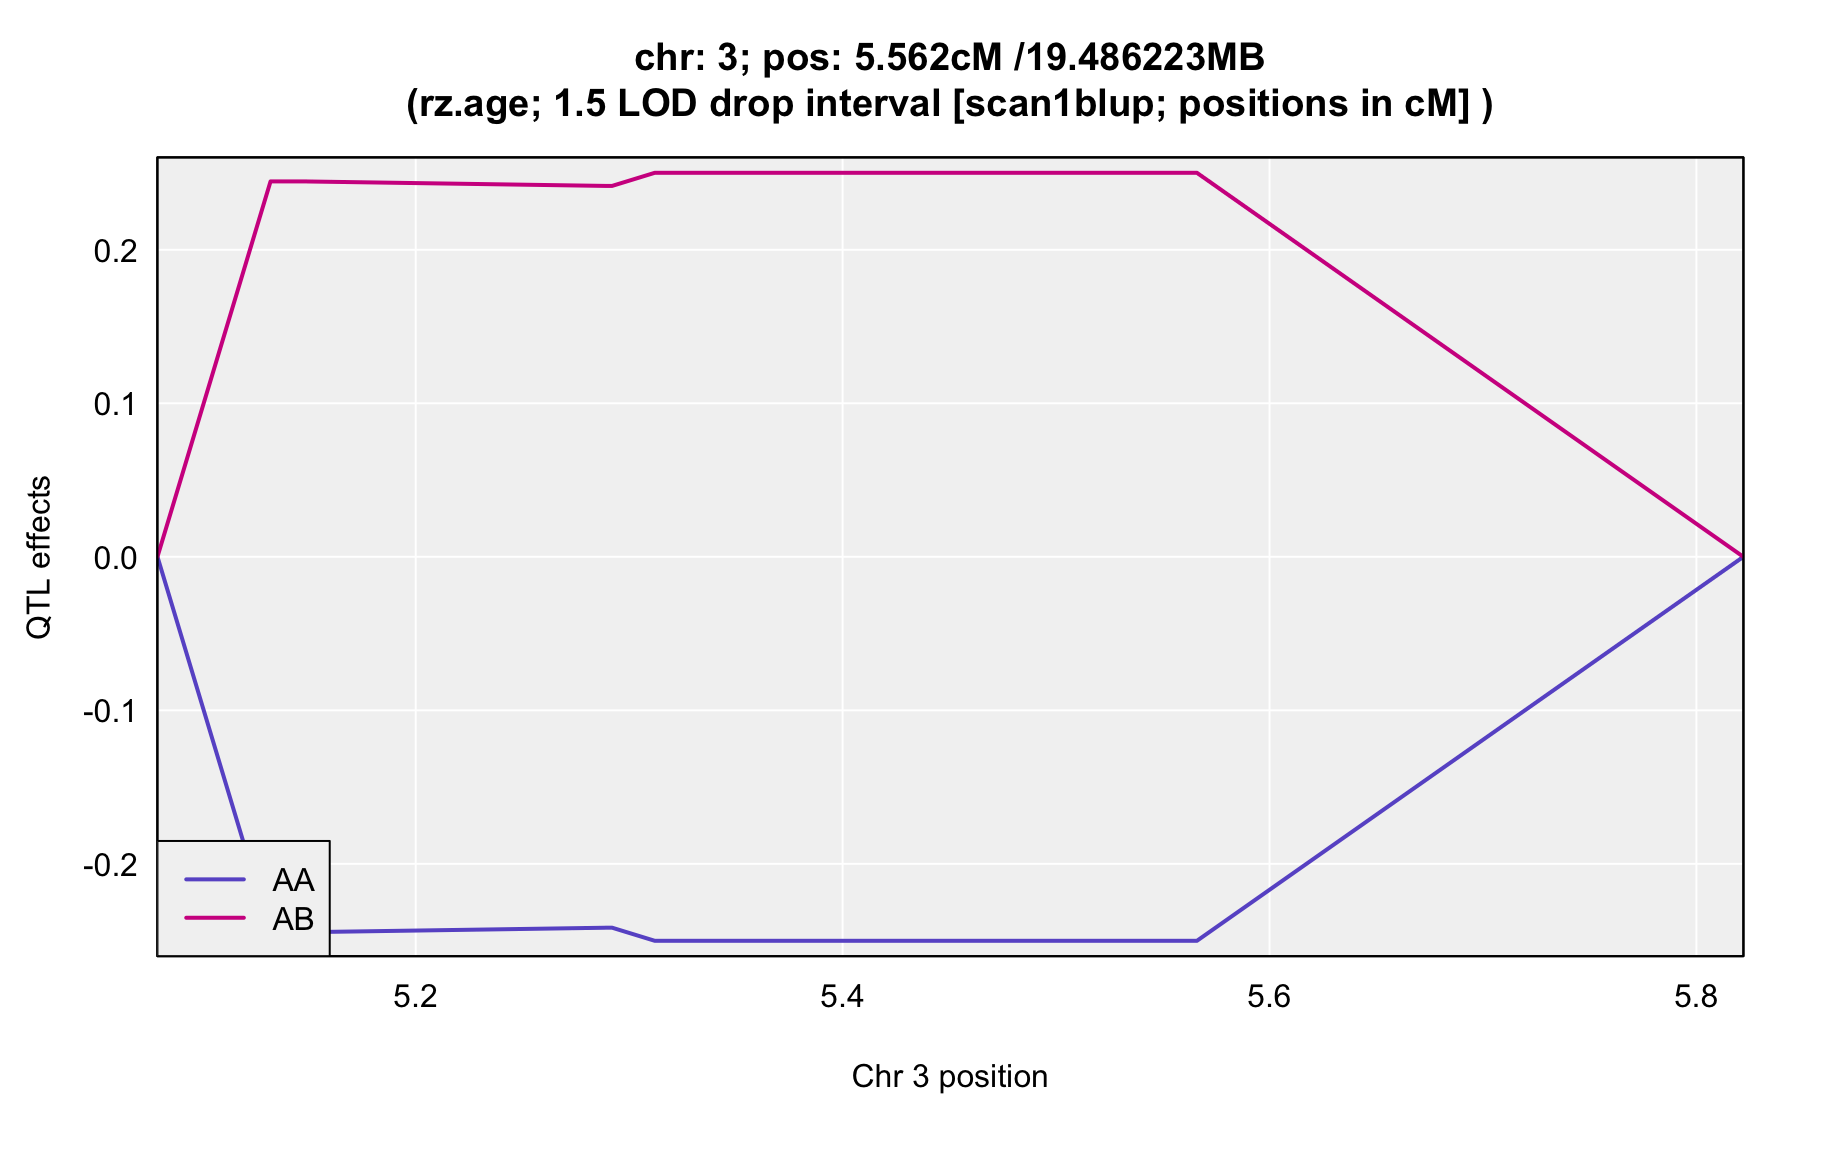 chr: 3; pos: 5.562cM /19.486223MB
(rz.age; 1.5 LOD drop interval [scan1blup; positions in cM] )
QTL effects
0.2
0.1
0.0
-0.1
-0.2
AA
AB
5.2 5.4 5.6 5.8
Chr 3 position